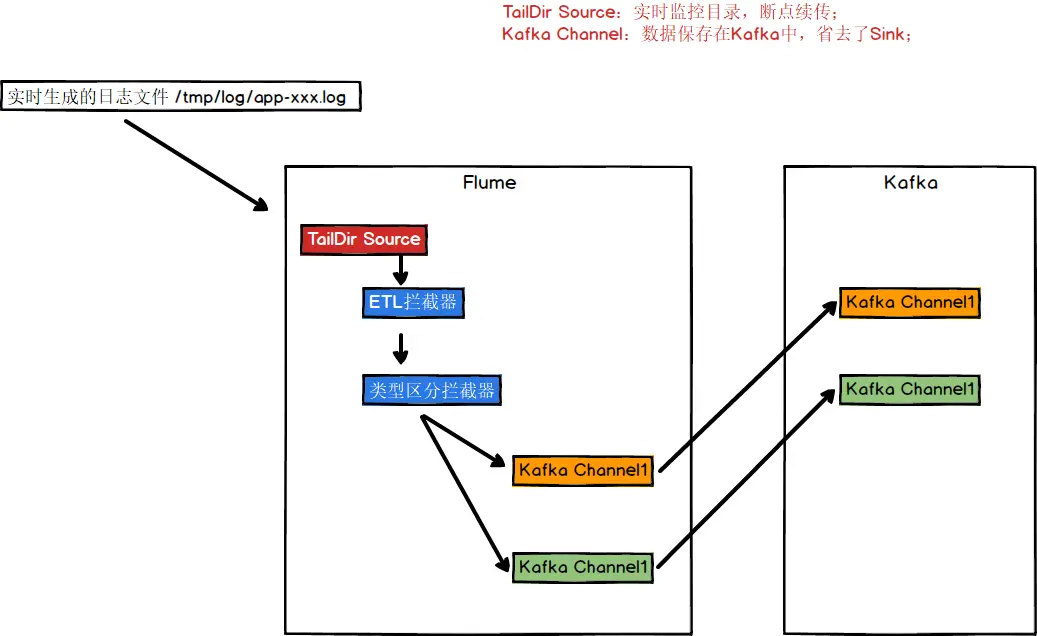 TailDir Source：实时监控目录，断点续传；
Kafka Channel：数据保存在Kafka中，省去了Sink；
实时生成的日志文件 /tmp/log/app-xxx.log
Flume
Kafka
TailDir Source
ETL拦截器
Kafka Channel1
类型区分拦截器
Kafka Channel1
Kafka Channel1
Kafka Channel1